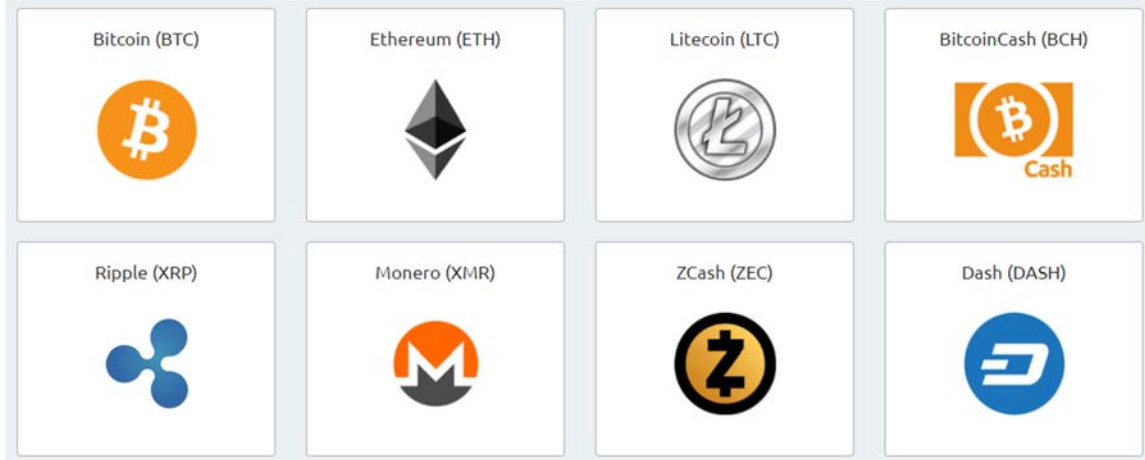 Bitcoin (BTC)
Ethereum (ETH)
Litecoin (LTC)
BitcoinCash (BCH)
Cash
Ripple (XRP)
Monero (XMR)
ZCash (ZEC)
Dash (DASH)